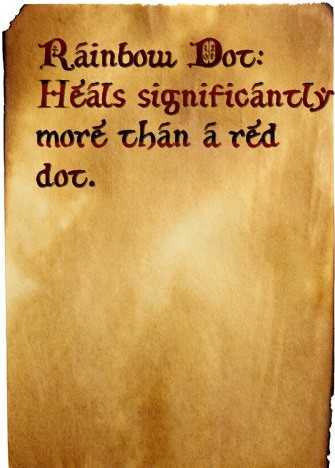 Rainbow Dot:
Heals significantly
more than a red
dot.